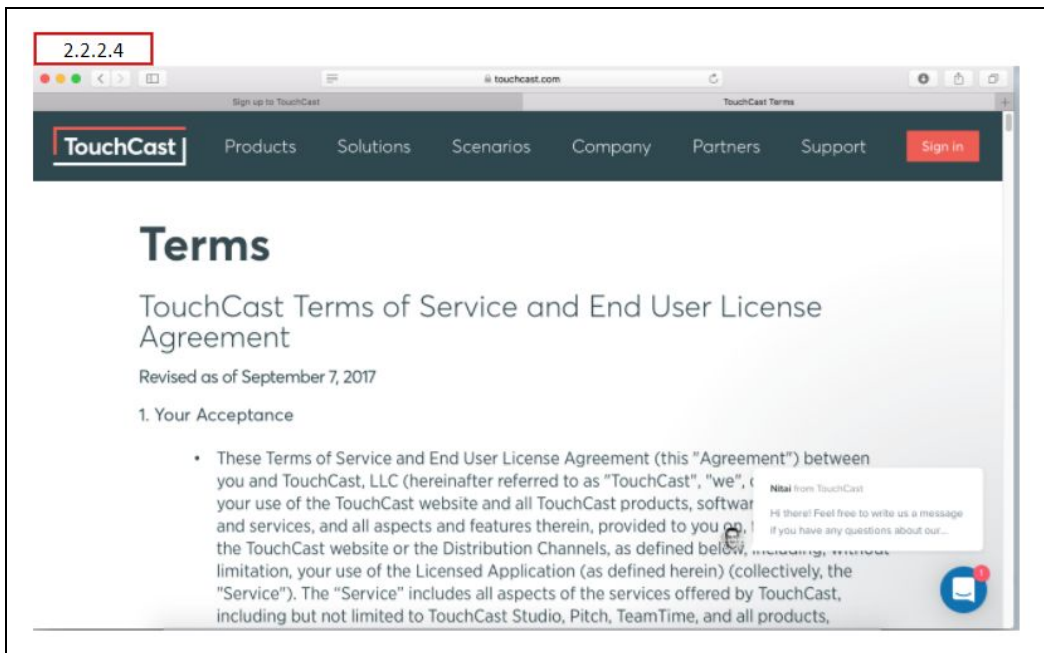 2.2.2.4
touchcast.com
Sign up to TouchCast
TouchCast Terms
TouchCast
Products
Solutions
Scenarios
Company
Partners
Support
Sign in
Terms
TouchCast Terms of Service and End User License
Agreement
Revised as of September 7, 2017
1. Your Acceptance
• These Terms of Service and End User License Agreement (this "Agreement") between
you and TouchCast, LLC (hereinafter referred to as "TouchCast", "we",
your use of the TouchCast website and all TouchCast products,
and services, and all aspects and features therein, provided to you on,
the TouchCast website or the Distribution Channels, as defined below, including, without
limitation, your use of the Licensed Application (as defined herein) (collectively, the
"Service"). The "Service" includes all aspects of the services offered by TouchCast,
including but not limited to TouchCast Studio, Pitch, TeamTime, and all products,
Nitai from TouchCast
Hi there! Feel free to write us a message
if you have any questions about our...
1